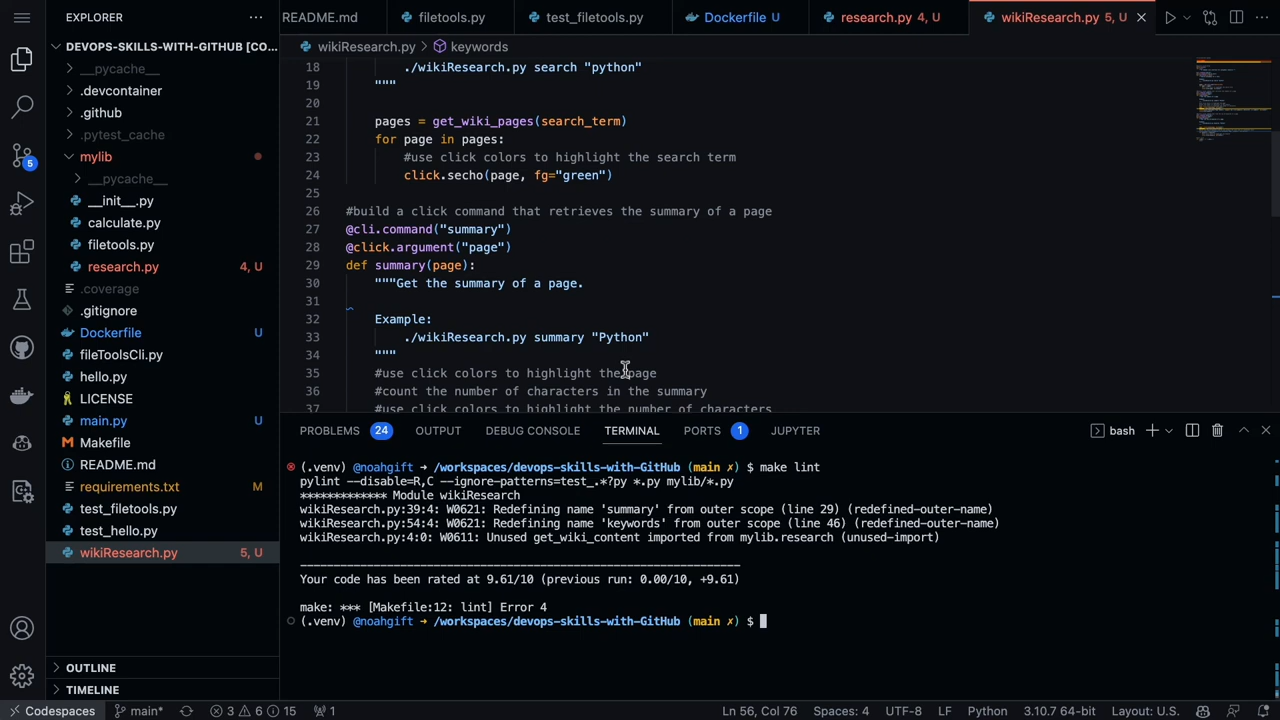 EXPLORER
README.md
filetools.py
test_filetools.py
Dockerfile U
research.py 4, U
wikiResearch.py 5, U
DEVOPS-SKILLS-WITH-GITHUB [CO...
__pycache__
.devcontainer
.github
.pytest_cache
mylib
__pycache__
__init__.py
calculate.py
filetools.py
research.py 4, U
.coverage
.gitignore
Dockerfile U
fileToolsCli.py
hello.py
LICENSE
main.py U
Makefile
README.md
requirements.txt M
test_filetools.py
test_hello.py
wikiResearch.py 5, U
OUTLINE
TIMELINE
5
wikiResearch.py > keywords
18 ./wikiResearch.py search "python"
19 """
20
21 pages = get_wiki_pages(search_term)
22 for page in pages:
23 #use click colors to highlight the search term
24 click.secho(page, fg="green")
25
26 #build a click command that retrieves the summary of a page
27 @cli.command("summary")
28 @click.argument("page")
29 def summary(page):
30 """Get the summary of a page.
31
32 Example:
33 ./wikiResearch.py summary "Python"
34 """
35 #use click colors to highlight the page
36 #count the number of characters in the summary
37 #use click colors to highlight the number of characters
PROBLEMS 24 OUTPUT DEBUG CONSOLE TERMINAL PORTS 1 JUPYTER bash
(.venv) @noahgift → /workspaces/devops-skills-with-GitHub (main ✗) $ make lint
pylint --disable=R,C --ignore-patterns=test_.*?py *.py mylib/*.py
************* Module wikiResearch
wikiResearch.py:39:4: W0621: Redefining name 'summary' from outer scope (line 29) (redefined-outer-name)
wikiResearch.py:54:4: W0621: Redefining name 'keywords' from outer scope (line 46) (redefined-outer-name)
wikiResearch.py:4:0: W0611: Unused get_wiki_content imported from mylib.research (unused-import)
------------------------------------------------------------------
Your code has been rated at 9.61/10 (previous run: 0.00/10, +9.61)
make: *** [Makefile:12: lint] Error 4
(.venv) @noahgift → /workspaces/devops-skills-with-GitHub (main ✗) $
Codespaces main* 3 6 15 1 Ln 56, Col 76 Spaces: 4 UTF-8 LF Python 3.10.7 64-bit Layout: U.S.